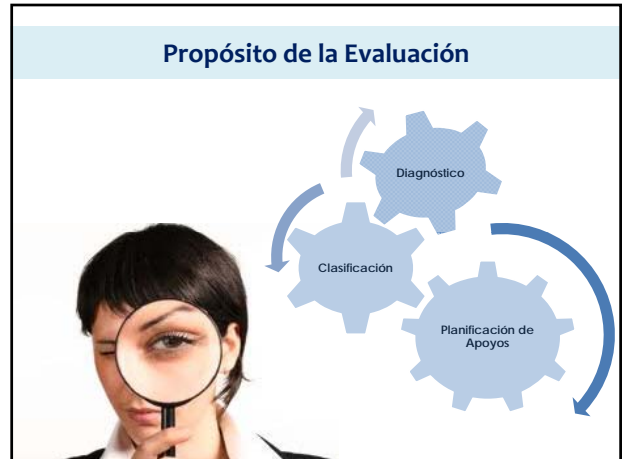 Propósito de la Evaluación
Diagnóstico
Clasificación
Planificación de
Apoyos